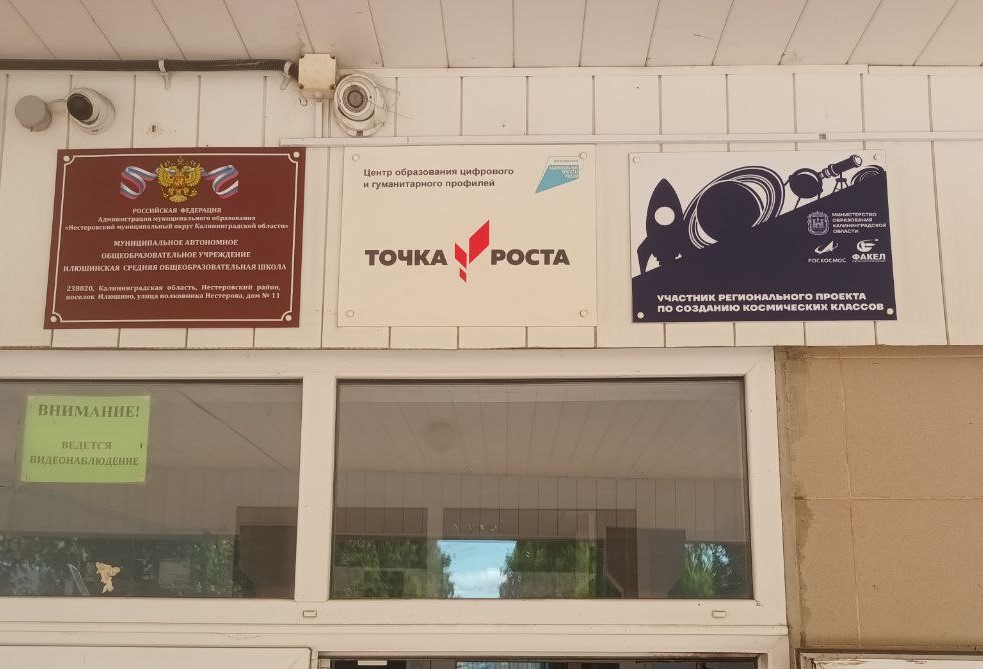 РОССИЙСКАЯ ФЕДЕРАЦИЯ
Администрация муниципального образования
«Нестеровский муниципальный округ Калининградской области»
МУНИЦИПАЛЬНОЕ АВТОНОМНОЕ
ОБЩЕОБРАЗОВАТЕЛЬНОЕ УЧРЕЖДЕНИЕ
ИЛЮШИНСКАЯ СРЕДНЯЯ ОБЩЕОБРАЗОВАТЕЛЬНАЯ ШКОЛА
238020, Калининградская область, Нестеровский район,
поселок Илюшино, улица полковника Нестерова, дом № 11
Центр образования цифрового
и гуманитарного профилей
ТОЧКА РОСТА
МИНИСТЕРСТВО
ОБРАЗОВАНИЯ
КАЛИНИНГРАДСКОЙ
ОБЛАСТИ
РОСКОСМОС
ФАКЕЛ
УЧАСТНИК РЕГИОНАЛЬНОГО ПРОЕКТА
ПО СОЗДАНИЮ КОСМИЧЕСКИХ КЛАССОВ
ВНИМАНИЕ!
ВЕДЕТСЯ
ВИДЕОНАБЛЮДЕНИЕ